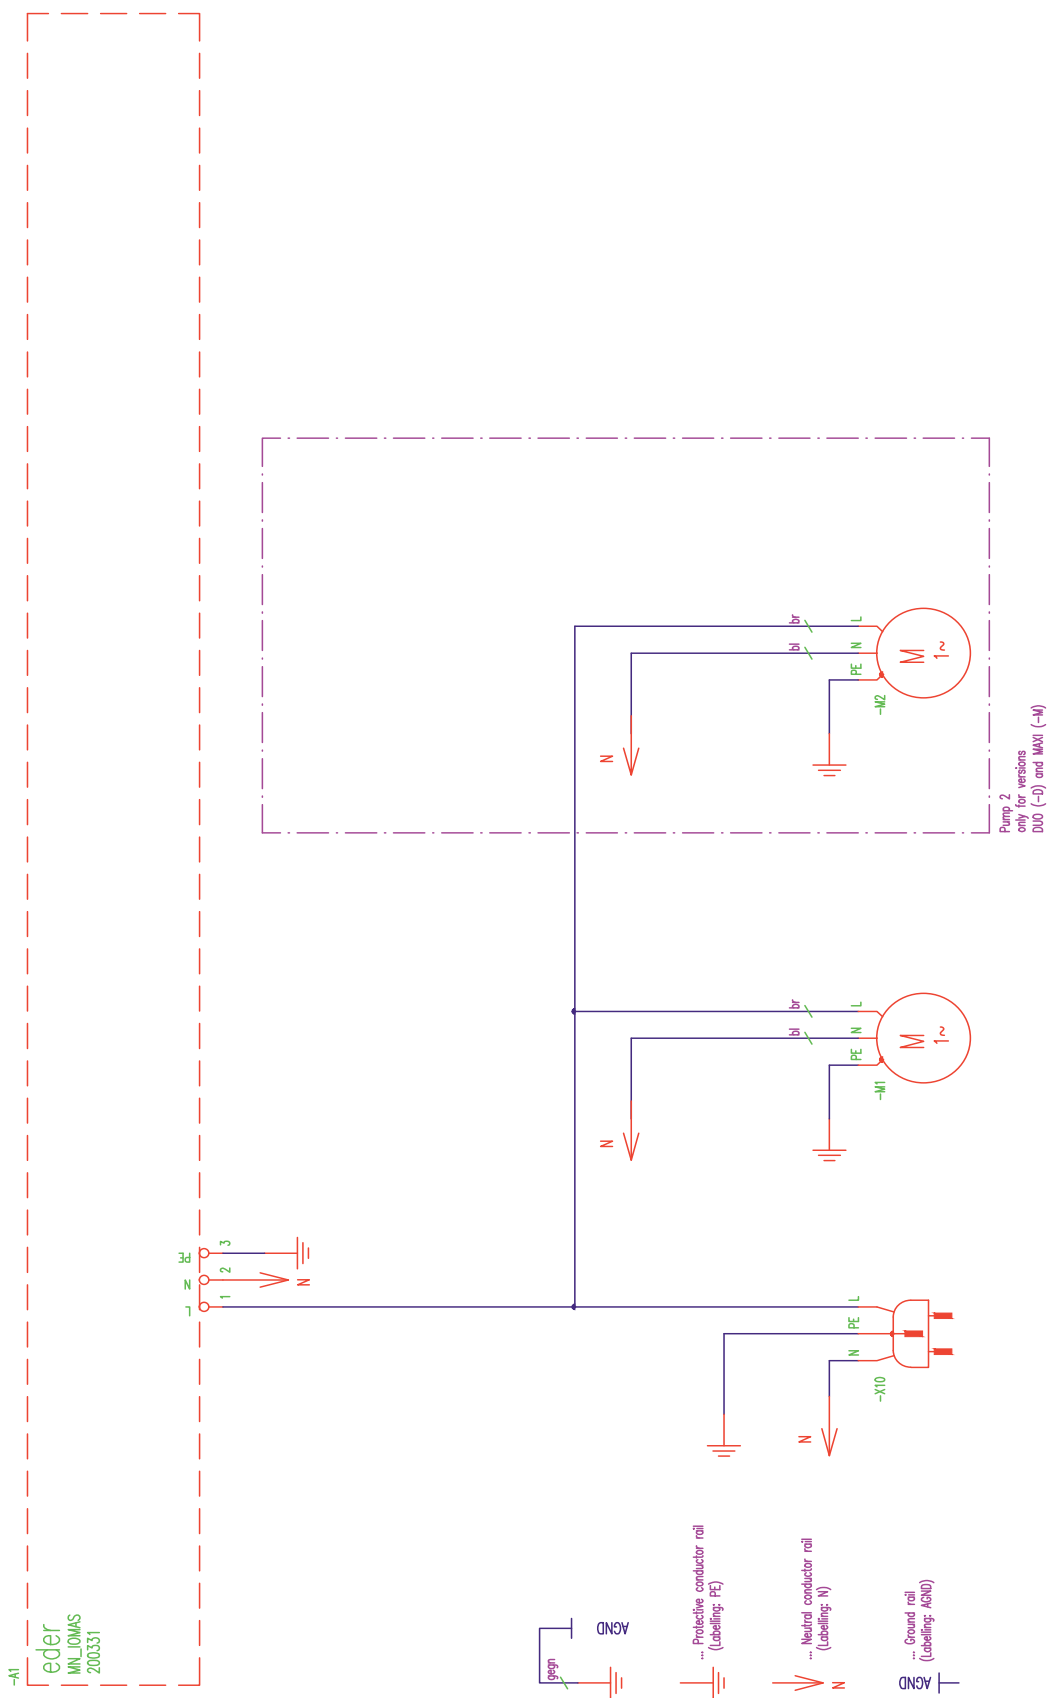 -A1
eder
MN_IOMAS
200331
L
N
PE
1
2
3
N
gegn
AGND
... Protective conductor rail
(Labelling: PE)
N
... Neutral conductor rail
(Labelling: N)
AGND
... Ground rail
(Labelling: AGND)
N
-X10
N
PE
L
N
-M1
PE
N
L
bl
br
M
1~
N
-M2
PE
N
L
bl
br
M
1~
Pump 2
only for versions
DUO (-D) and MAXI (-M)